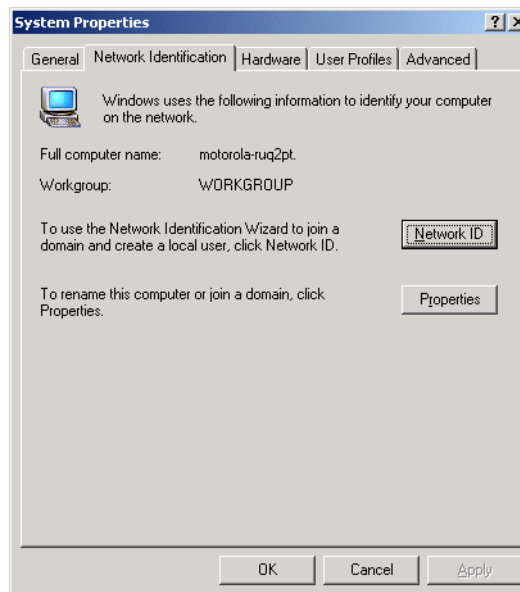 System Properties
General Network Identification Hardware User Profiles Advanced
Windows uses the following information to identify your computer
on the network.
Full computer name: motorola-ruq2pt.
Workgroup: WORKGROUP
To use the Network Identification Wizard to join a
domain and create a local user, click Network ID.
Network ID
To rename this computer or join a domain, click
Properties.
Properties
OK Cancel Apply